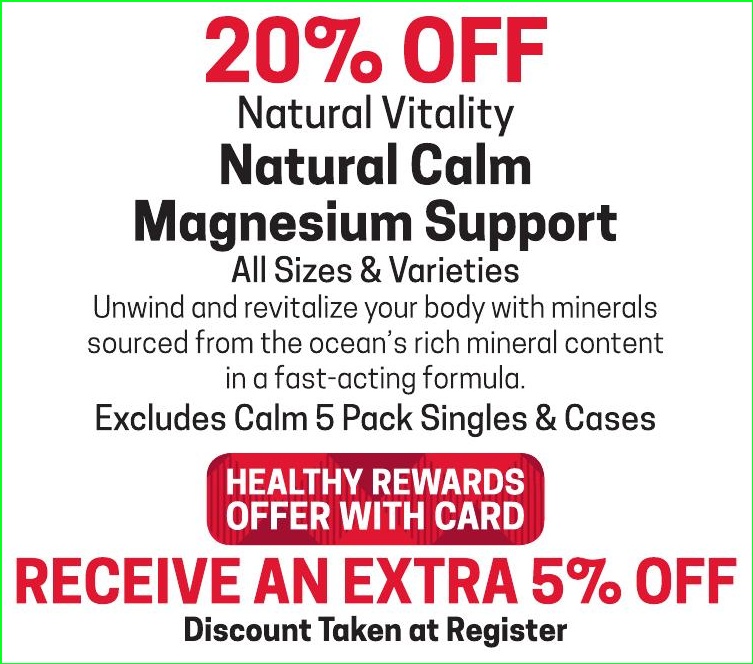 20% OFF
Natural Vitality
Natural Calm
Magnesium Support
All Sizes & Varieties
Unwind and revitalize your body with minerals
sourced from the ocean’s rich mineral content
in a fast-acting formula.
Excludes Calm 5 Pack Singles & Cases
HEALTHY REWARDS
OFFER WITH CARD
RECEIVE AN EXTRA 5% OFF
Discount Taken at Register